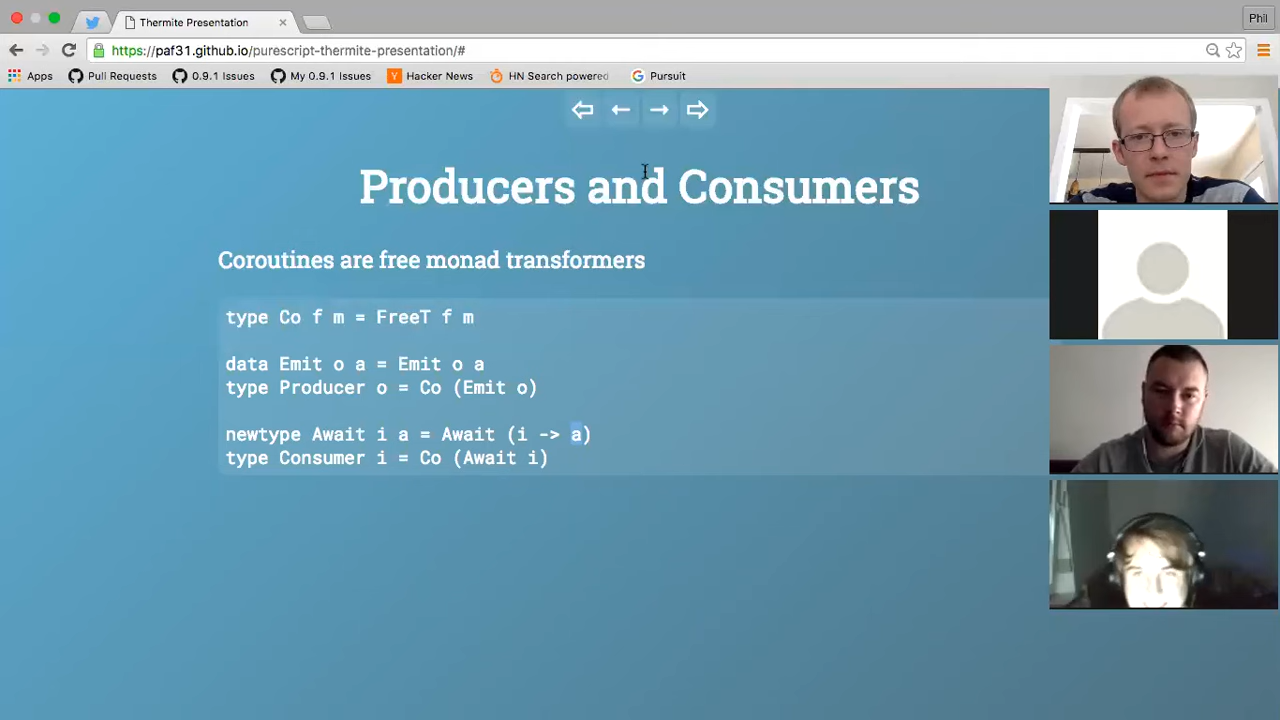 Thermite Presentation
Phil
https://paf31.github.io/purescript-thermite-presentation/#
Apps Pull Requests 0.9.1 Issues My 0.9.1 Issues Y Hacker News HN Search powered G Pursuit
Producers and Consumers
Coroutines are free monad transformers
type Co f m = FreeT f m
data Emit o a = Emit o a
type Producer o = Co (Emit o)
newtype Await i a = Await (i -> a)
type Consumer i = Co (Await i)